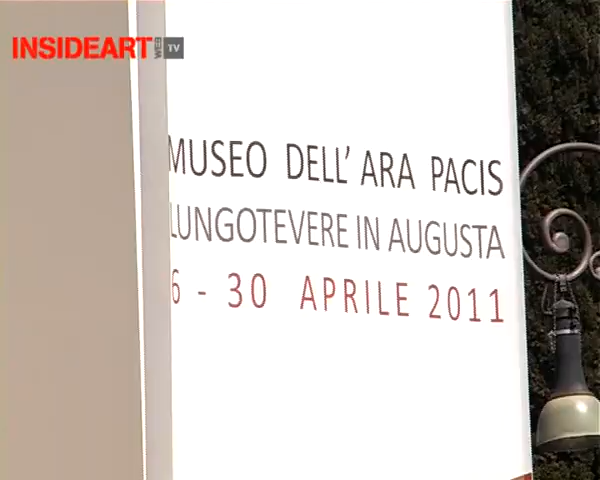 INSIDEART WEB TV
MUSEO DELL' ARA PACIS
LUNGOTEVERE IN AUGUSTA
6 - 30 APRILE 2011